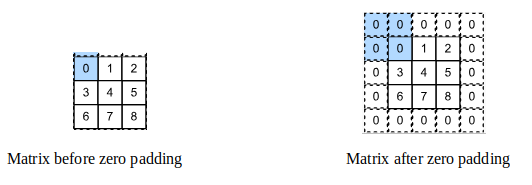 0 1 2
3 4 5
6 7 8
Matrix before zero padding
0 0 0 0 0
0 0 1 2 0
0 3 4 5 0
0 6 7 8 0
0 0 0 0 0
Matrix after zero padding